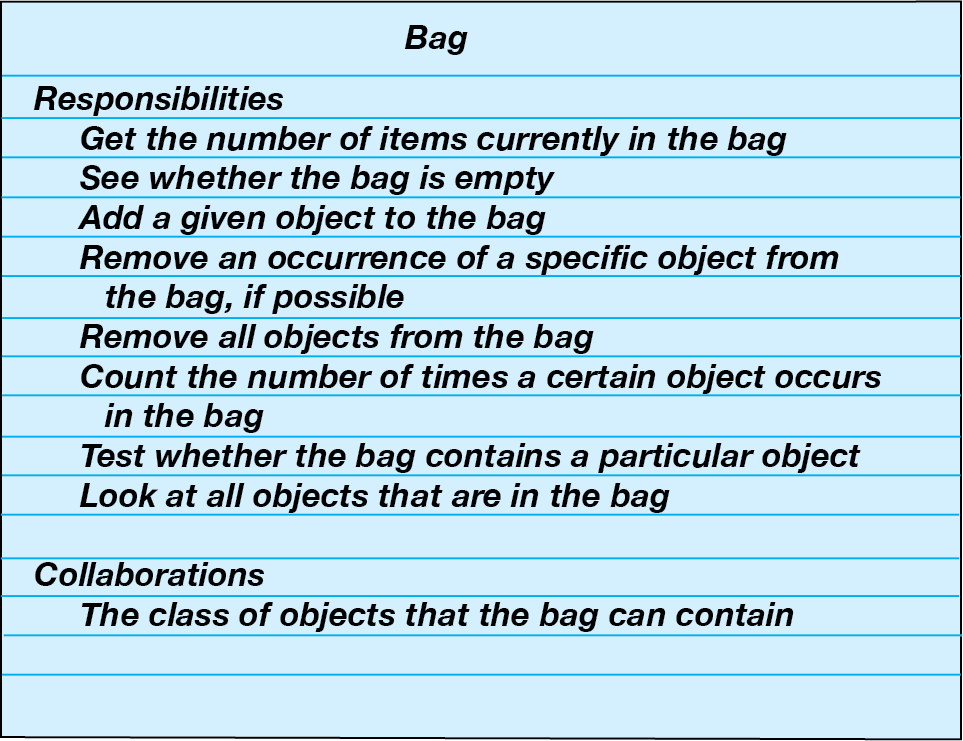 Bag
Responsibilities
Get the number of items currently in the bag
See whether the bag is empty
Add a given object to the bag
Remove an occurrence of a specific object from
the bag, if possible
Remove all objects from the bag
Count the number of times a certain object occurs
in the bag
Test whether the bag contains a particular object
Look at all objects that are in the bag
Collaborations
The class of objects that the bag can contain